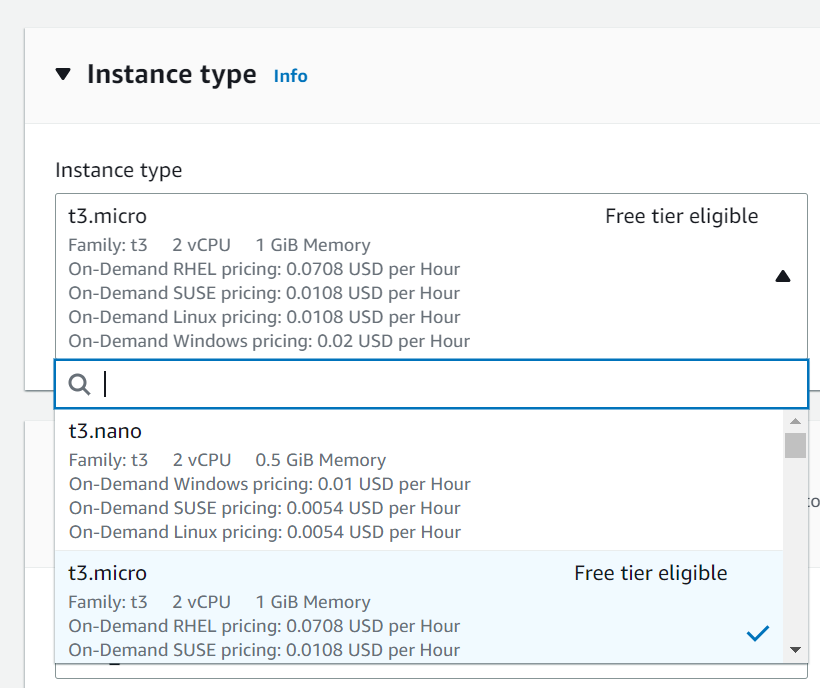 Instance type Info
Instance type
t3.micro Free tier eligible
Family: t3 2 vCPU 1 GiB Memory
On-Demand RHEL pricing: 0.0708 USD per Hour
On-Demand SUSE pricing: 0.0108 USD per Hour
On-Demand Linux pricing: 0.0108 USD per Hour
On-Demand Windows pricing: 0.02 USD per Hour
t3.nano
Family: t3 2 vCPU 0.5 GiB Memory
On-Demand Windows pricing: 0.01 USD per Hour
On-Demand SUSE pricing: 0.0054 USD per Hour
On-Demand Linux pricing: 0.0054 USD per Hour
t3.micro Free tier eligible
Family: t3 2 vCPU 1 GiB Memory
On-Demand RHEL pricing: 0.0708 USD per Hour
On-Demand SUSE pricing: 0.0108 USD per Hour